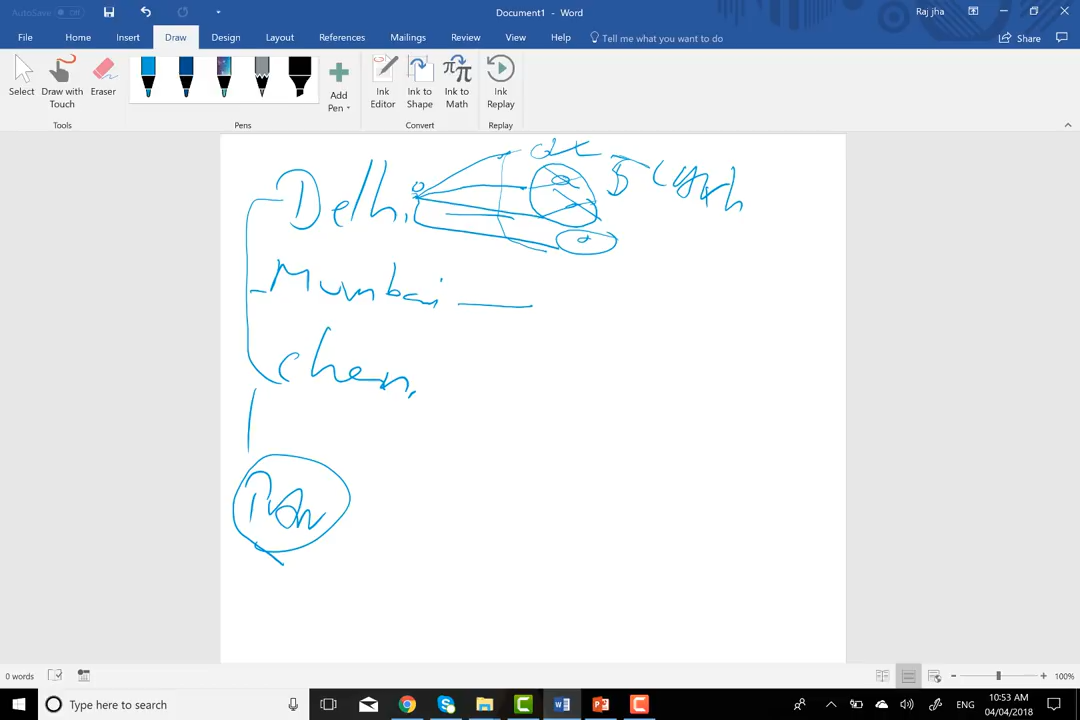 AutoSave Off
Document1 - Word
Raj jha
File Home Insert Draw Design Layout References Mailings Review View Help Tell me what you want to do
Share
Select
Draw with Touch
Eraser
Add Pen
Ink Editor
Ink to Shape
Ink to Math
Ink Replay
Tools
Pens
Convert
Replay
Delhi
Mumbai
chen
0 words
100%
Type here to search
ENG
10:53 AM
04/04/2018